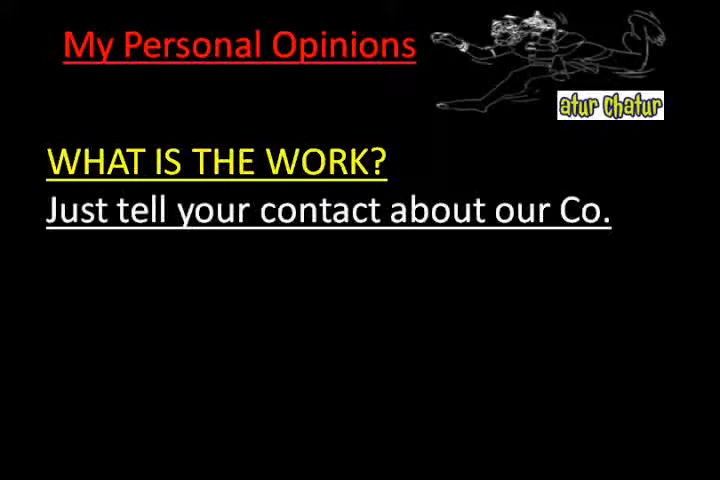 My Personal Opinions
atur chatur
WHAT IS THE WORK?
Just tell your contact about our Co.